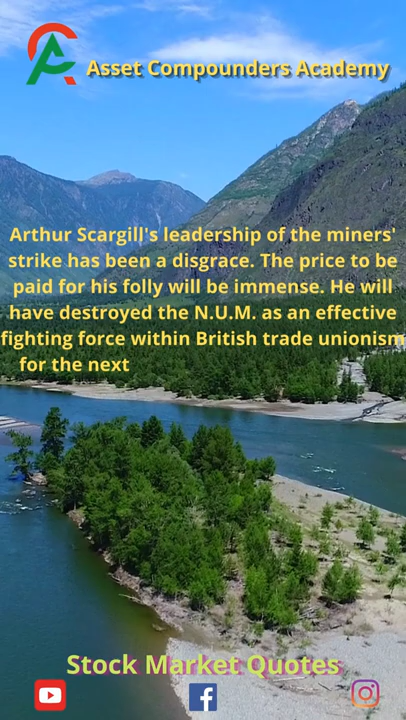 Asset Compounders Academy
Arthur Scargill's leadership of the miners'
strike has been a disgrace. The price to be
paid for his folly will be immense. He will
have destroyed the N.U.M. as an effective
fighting force within British trade unionism
for the next
Stock Market Quotes